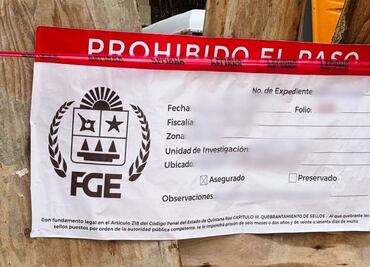 PROHIBIDO EL PASO
No. de Expediente:
Fecha:
Folio:
Fiscalía:
Zona:
Unidad de Investigación:
Ubicado:
☒ Asegurado ☐ Preservado
Observaciones:
FGE
Con fundamento legal en el Artículo 218 del Código Penal del Estado de Quintana Roo CAPITULO III. QUEBRANTAMIENTO DE SELLOS - Al que quebrante los
sellos puestos por orden de la autoridad pública competente, se le impondrá prisión de seis meses a dos años y de veinte a sesenta días de multa.